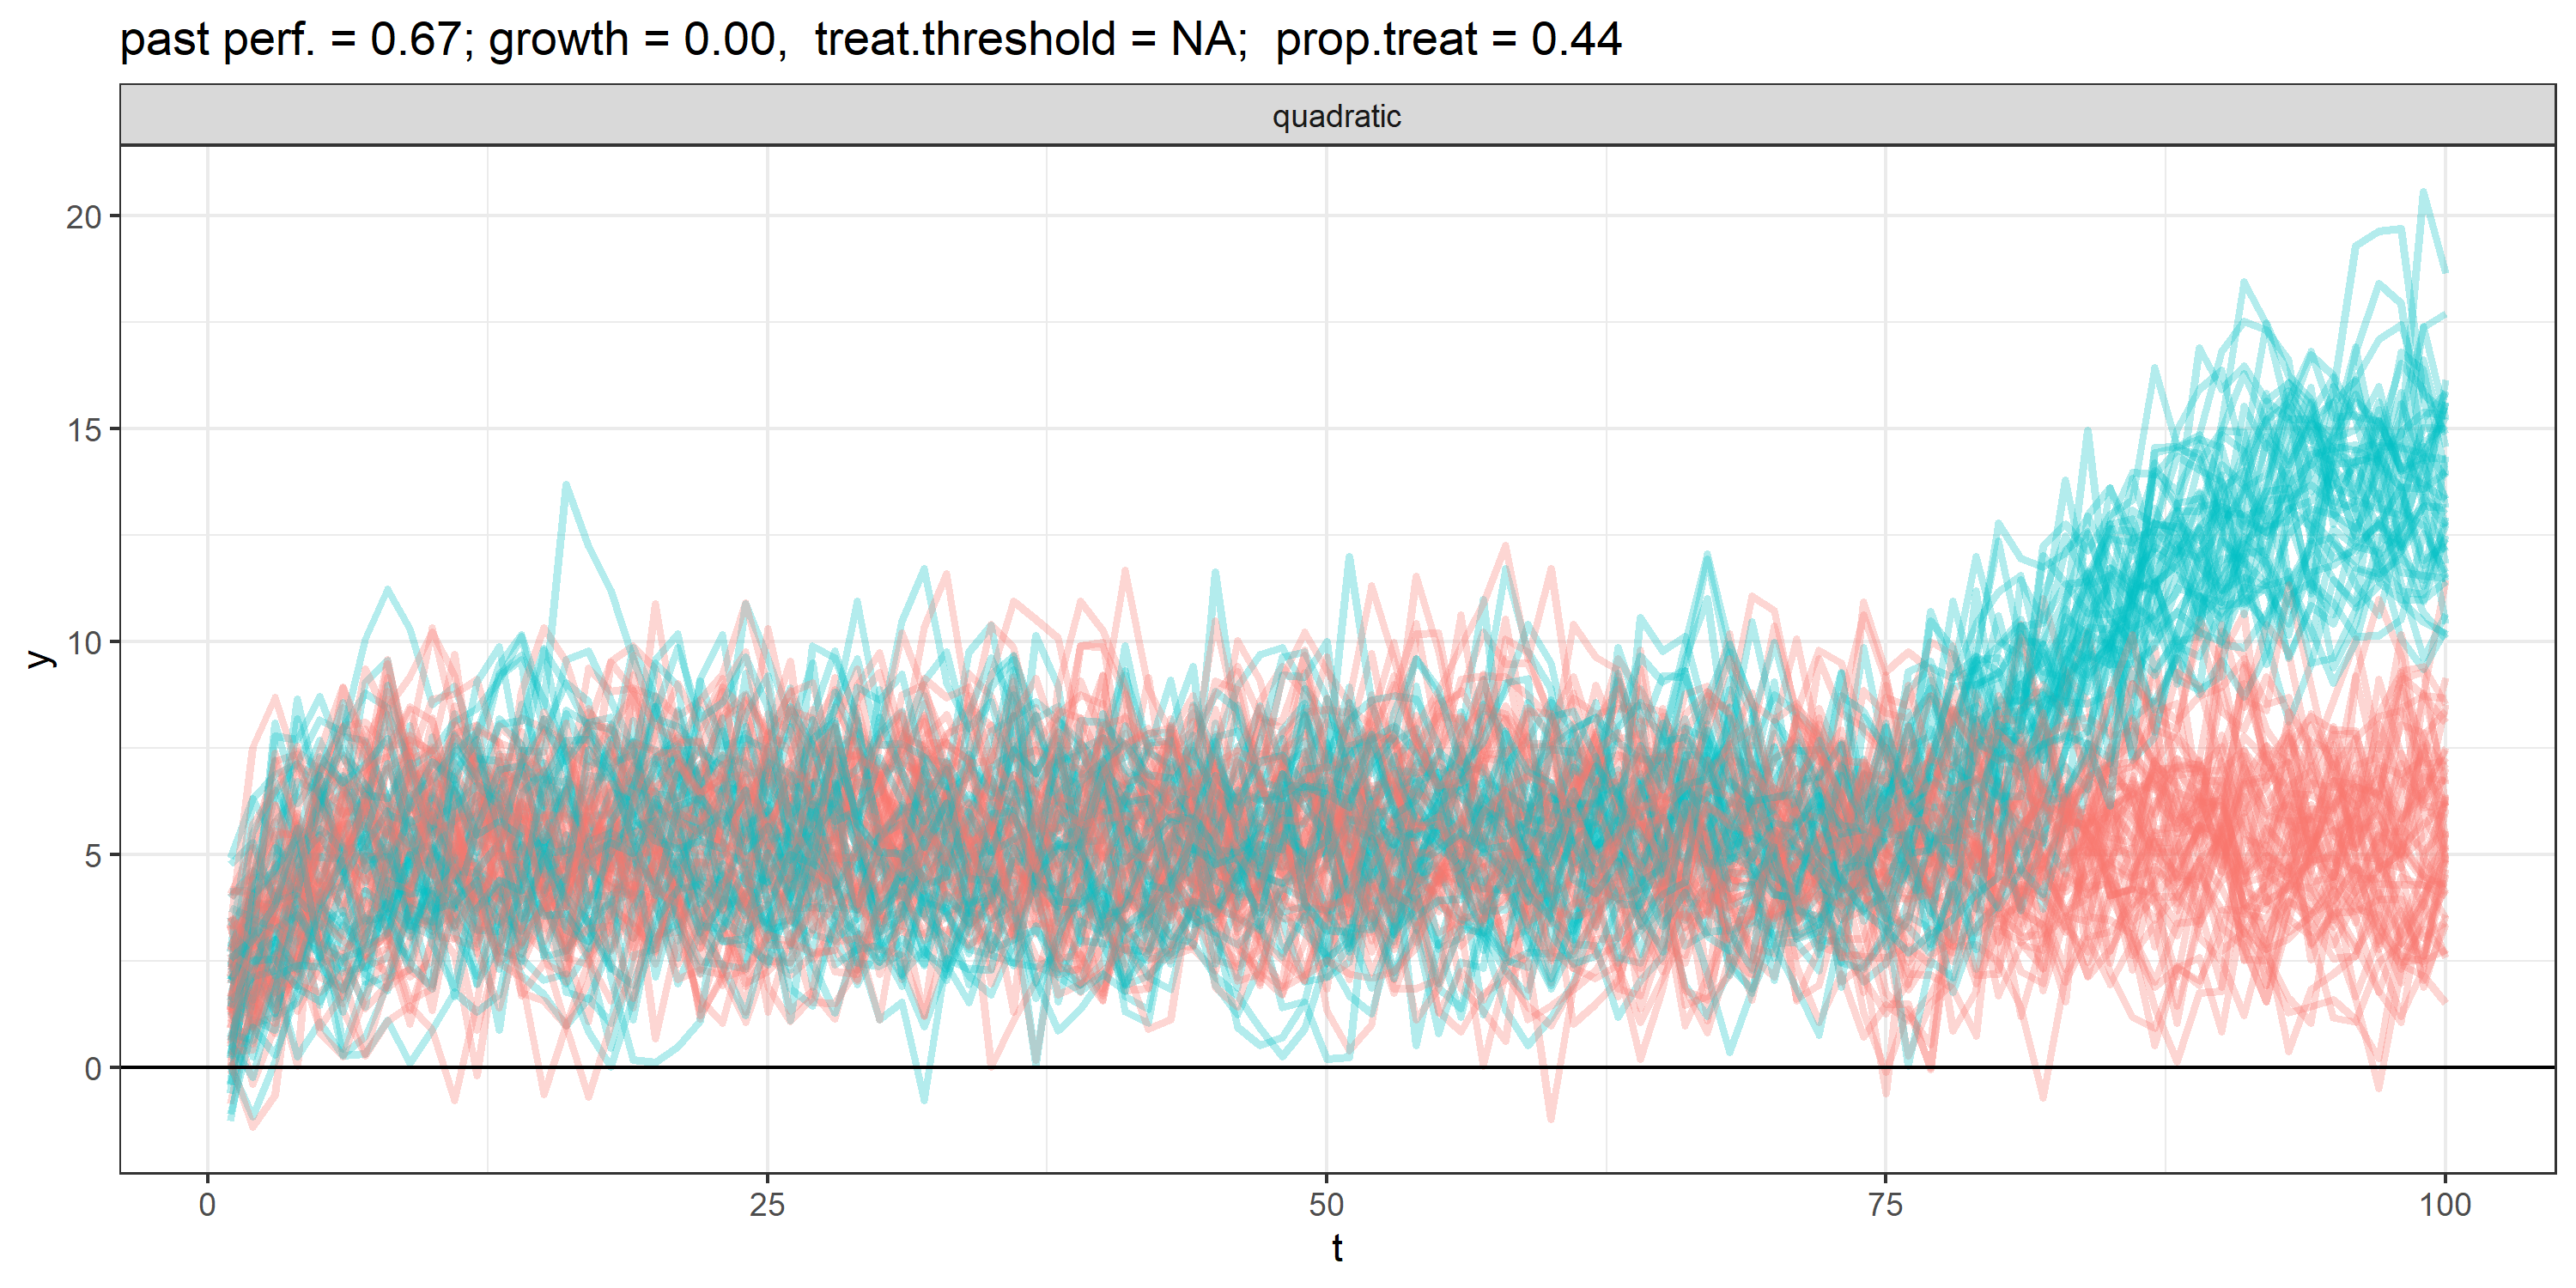 past perf. = 0.67; growth = 0.00,  treat.threshold = NA;  prop.treat = 0.44
quadratic
20
15
10
5
0
y
0 25 50 75 100
t